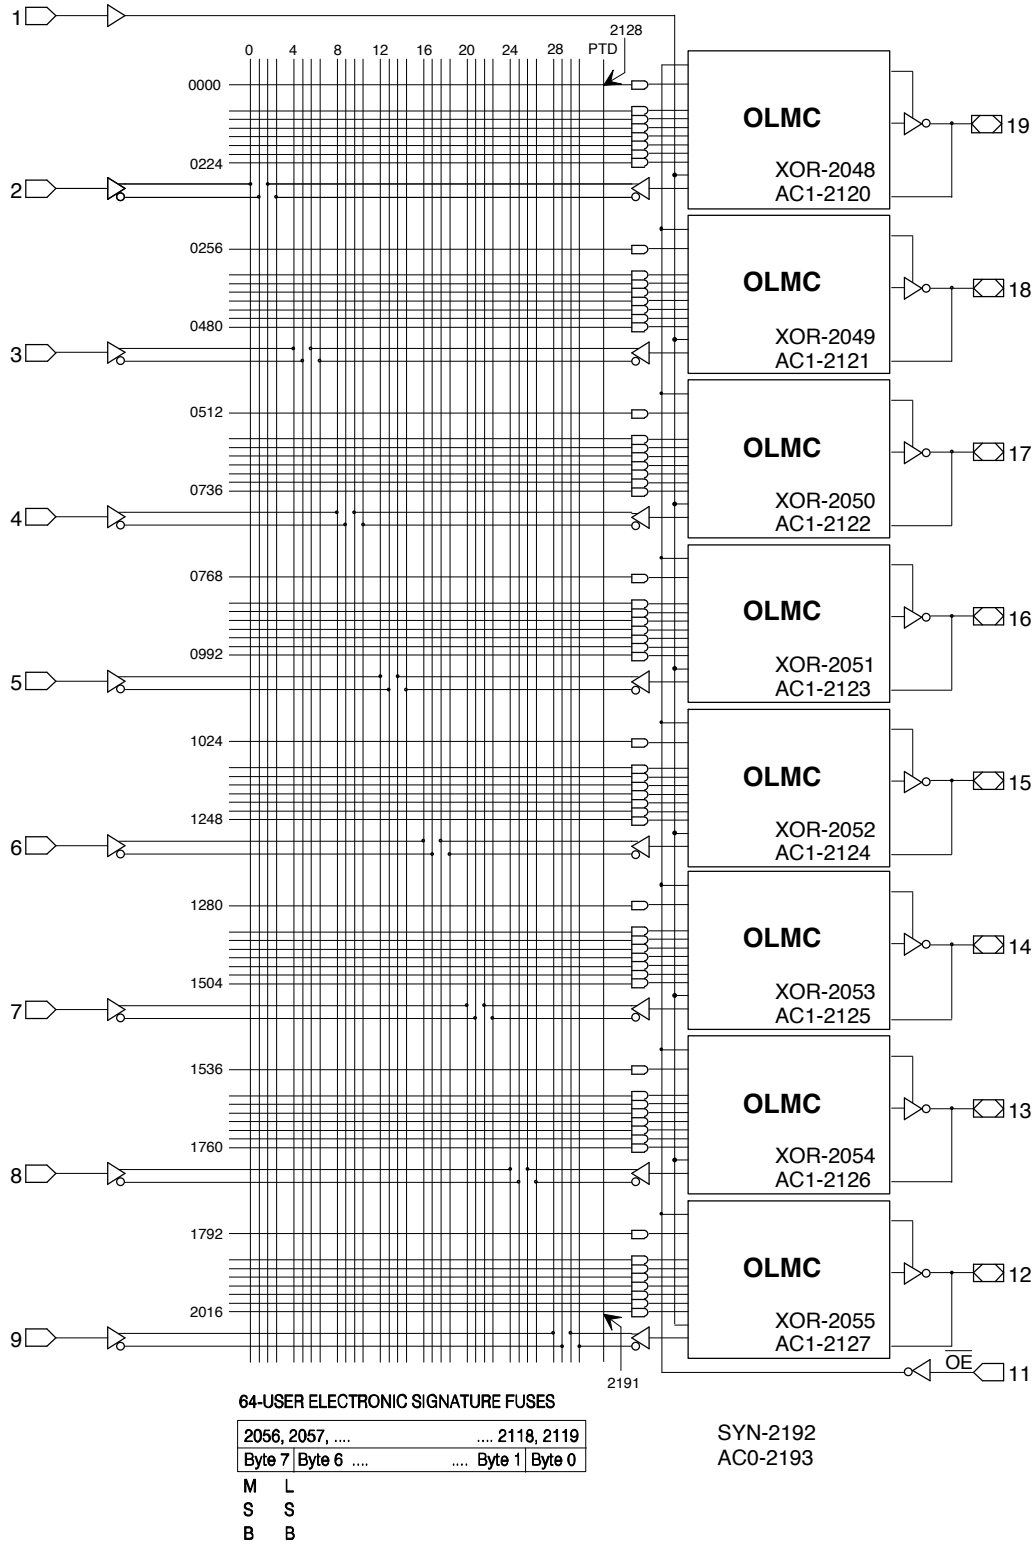 1
2128
0 4 8 12 16 20 24 28 PTD
0000
OLMC
19
0224
XOR-2048
AC1-2120
2
0256
OLMC
18
0480
XOR-2049
AC1-2121
3
0512
OLMC
17
0736
XOR-2050
AC1-2122
4
0768
OLMC
16
0992
XOR-2051
AC1-2123
5
1024
OLMC
15
1248
XOR-2052
AC1-2124
6
1280
OLMC
14
1504
XOR-2053
AC1-2125
7
1536
OLMC
13
1760
XOR-2054
AC1-2126
8
1792
OLMC
12
2016
XOR-2055
AC1-2127
9
OE
11
2191
64-USER ELECTRONIC SIGNATURE FUSES
2056, 2057, .... .... 2118, 2119
Byte 7 Byte 6 .... .... Byte 1 Byte 0
M L
S S
B B
SYN-2192
AC0-2193